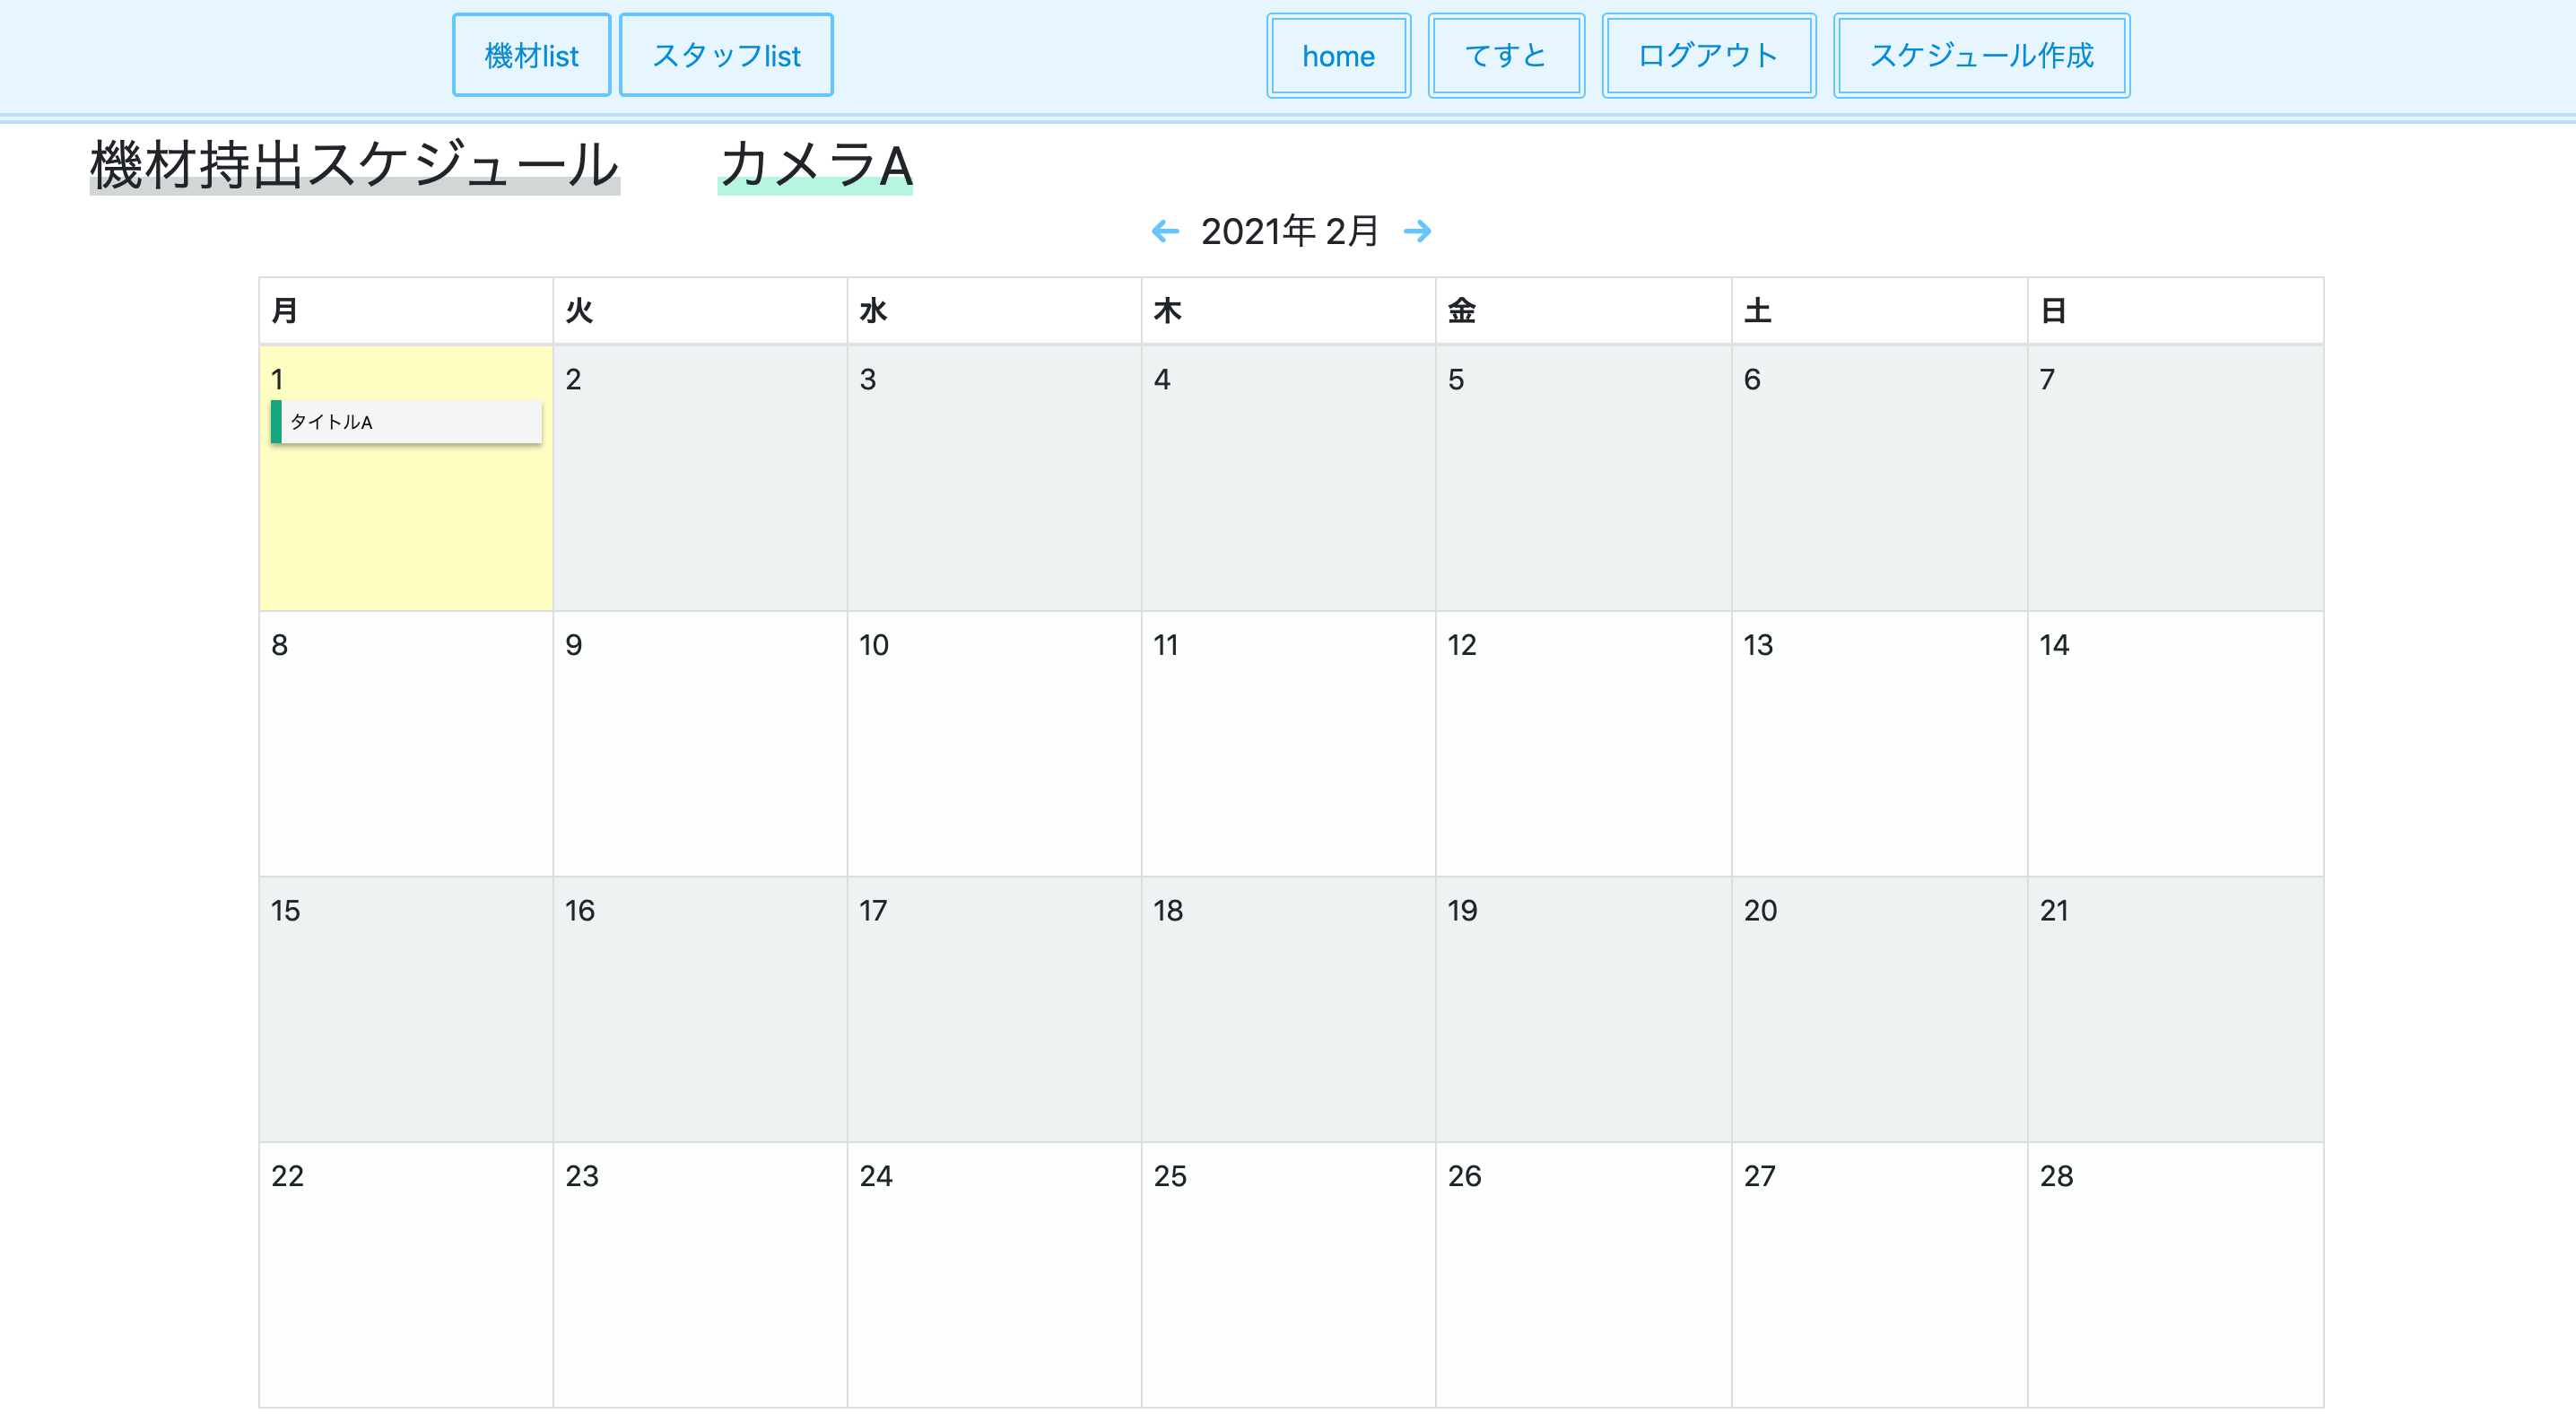 機材list スタッフlist home てすと ログアウト スケジュール作成
機材持出スケジュール カメラA
2021年 2月
月 火 水 木 金 土 日
1 2 3 4 5 6 7
タイトルA
8 9 10 11 12 13 14
15 16 17 18 19 20 21
22 23 24 25 26 27 28